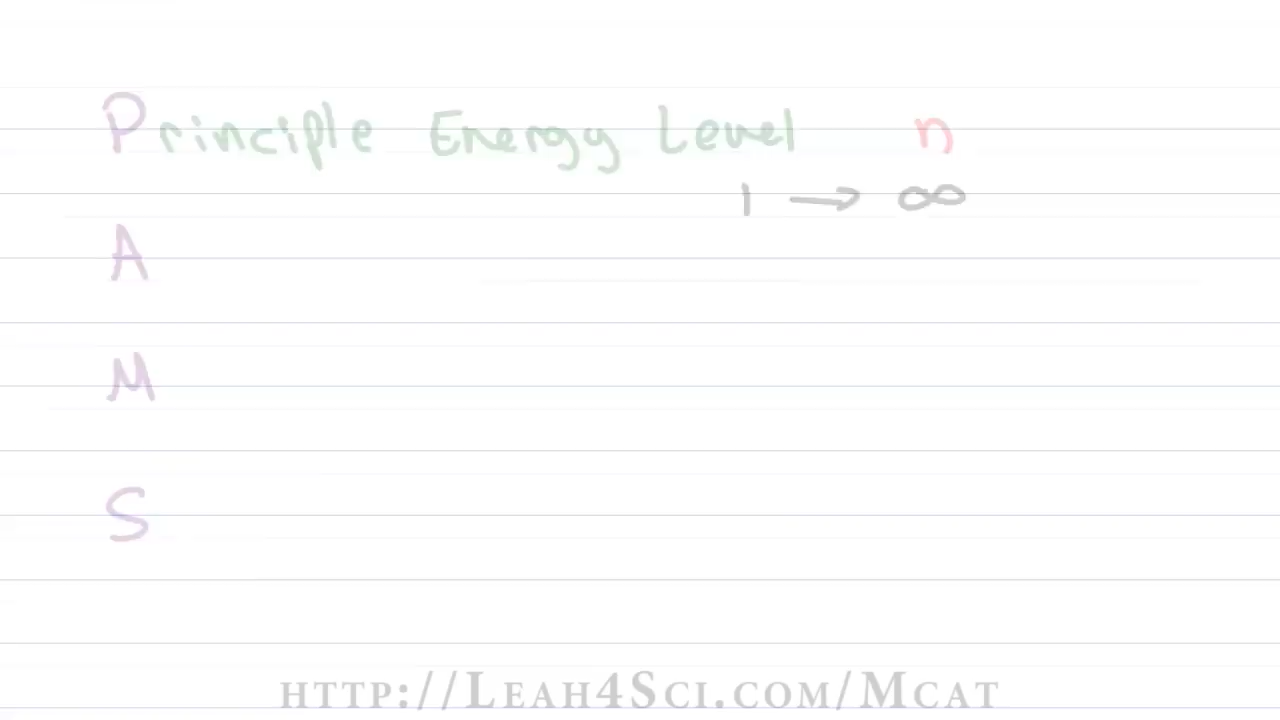 Principle Energy Level n
1 → ∞
A
M
S
HTTP://LEAH4SCI.COM/MCAT